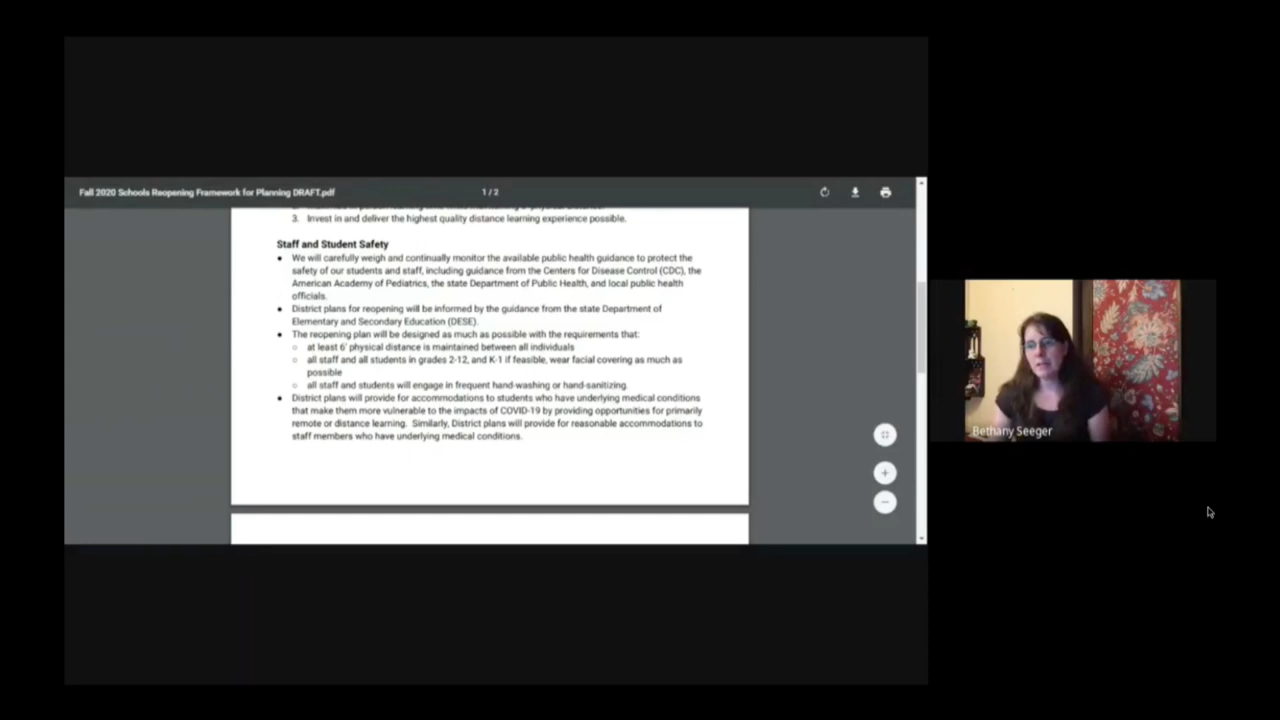 Fall 2020 Schools Reopening Framework for Planning DRAFT.pdf
1 / 2
3. Invest in and deliver the highest quality distance learning experience possible.
Staff and Student Safety
● We will carefully weigh and continually monitor the available public health guidance to protect the
safety of our students and staff, including guidance from the Centers for Disease Control (CDC), the
American Academy of Pediatrics, the state Department of Public Health, and local public health
officials.
● District plans for reopening will be informed by the guidance from the state Department of
Elementary and Secondary Education (DESE).
● The reopening plan will be designed as much as possible with the requirements that:
○ at least 6' physical distance is maintained between all individuals
○ all staff and all students in grades 2-12, and K-1 if feasible, wear facial covering as much as
possible
○ all staff and students will engage in frequent hand-washing or hand-sanitizing.
● District plans will provide for accommodations to students who have underlying medical conditions
that make them more vulnerable to the impacts of COVID-19 by providing opportunities for primarily
remote or distance learning. Similarly, District plans will provide for reasonable accommodations to
staff members who have underlying medical conditions.
Bethany Seeger